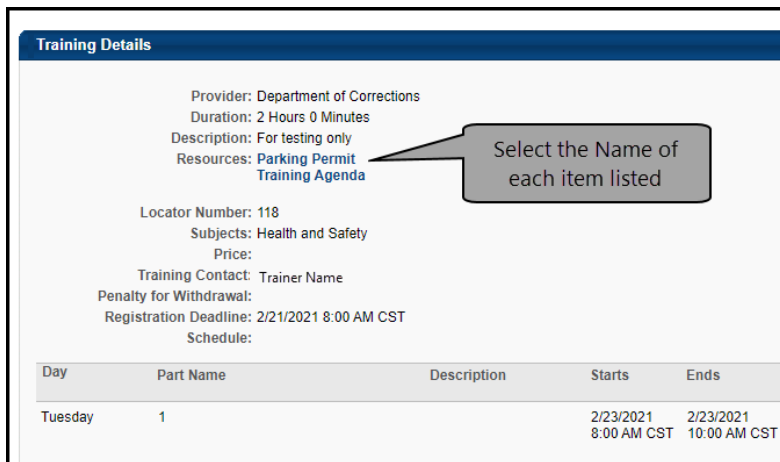 Training Details
Provider: Department of Corrections
Duration: 2 Hours 0 Minutes
Description: For testing only
Resources: Parking Permit
Training Agenda
Select the Name of
each item listed
Locator Number: 118
Subjects: Health and Safety
Price:
Training Contact: Trainer Name
Penalty for Withdrawal:
Registration Deadline: 2/21/2021 8:00 AM CST
Schedule:
Day Part Name Description Starts Ends
Tuesday 1 2/23/2021 2/23/2021
8:00 AM CST 10:00 AM CST